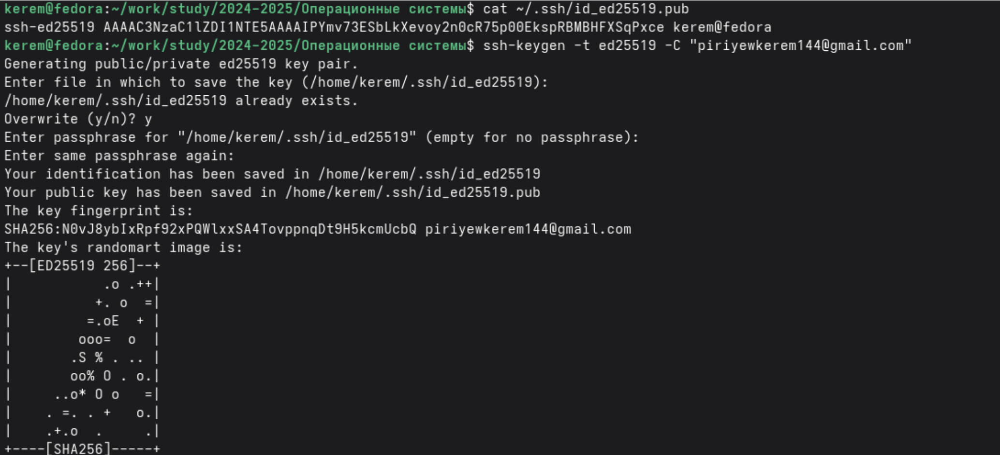 kerem@fedora:~/work/study/2024-2025/Операционные системы$ cat ~/.ssh/id_ed25519.pub
ssh-ed25519 AAAAC3NzaC1lZDI1NTE5AAAAIPYmv73ESbLkXevoy2n0cR75p00EkspRBMBHFXSqPxce kerem@fedora
kerem@fedora:~/work/study/2024-2025/Операционные системы$ ssh-keygen -t ed25519 -C "piriyewkerem144@gmail.com"
Generating public/private ed25519 key pair.
Enter file in which to save the key (/home/kerem/.ssh/id_ed25519):
/home/kerem/.ssh/id_ed25519 already exists.
Overwrite (y/n)? y
Enter passphrase for "/home/kerem/.ssh/id_ed25519" (empty for no passphrase):
Enter same passphrase again:
Your identification has been saved in /home/kerem/.ssh/id_ed25519
Your public key has been saved in /home/kerem/.ssh/id_ed25519.pub
The key fingerprint is:
SHA256:N0vJ8ybIxRpf92xPQWlxxSA4TovppnqDt9H5kcmUcbQ piriyewkerem144@gmail.com
The key's randomart image is:
+--[ED25519 256]--+
|           .o .++|
|          +. o  =|
|         =.oE  + |
|        ooo=  o  |
|       .S % . .. |
|       oo% O . o.|
|     ..o* O o   =|
|    . =. . +   o.|
|    .+.o  .     .|
+----[SHA256]-----+